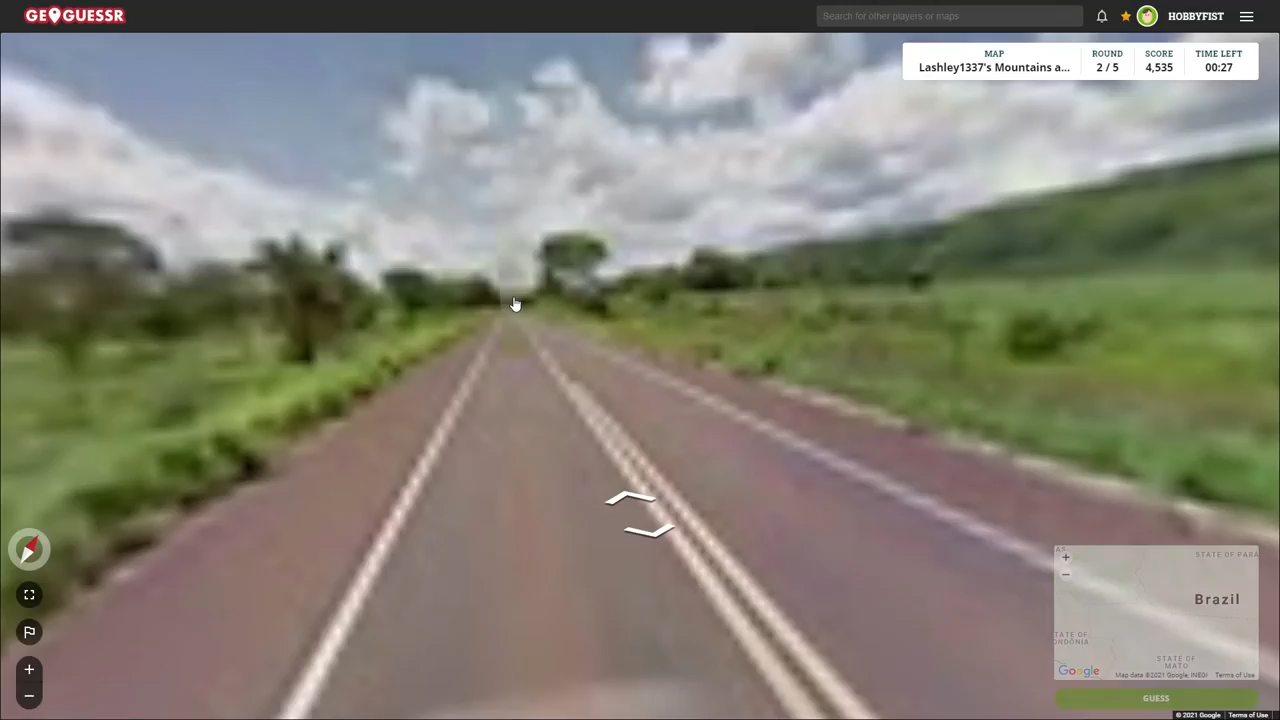 GEOGUESSR
Search for other players or maps
HOBBYFIST
MAP
Lashley1337's Mountains a...
ROUND
2 / 5
SCORE
4,535
TIME LEFT
00:27
STATE OF PARÁ
Brazil
STATE OF
STATE OF
MATO
Google
Map data ©2021 Google, INEGI
Terms of Use
GUESS
© 2021 Google
Terms of Use